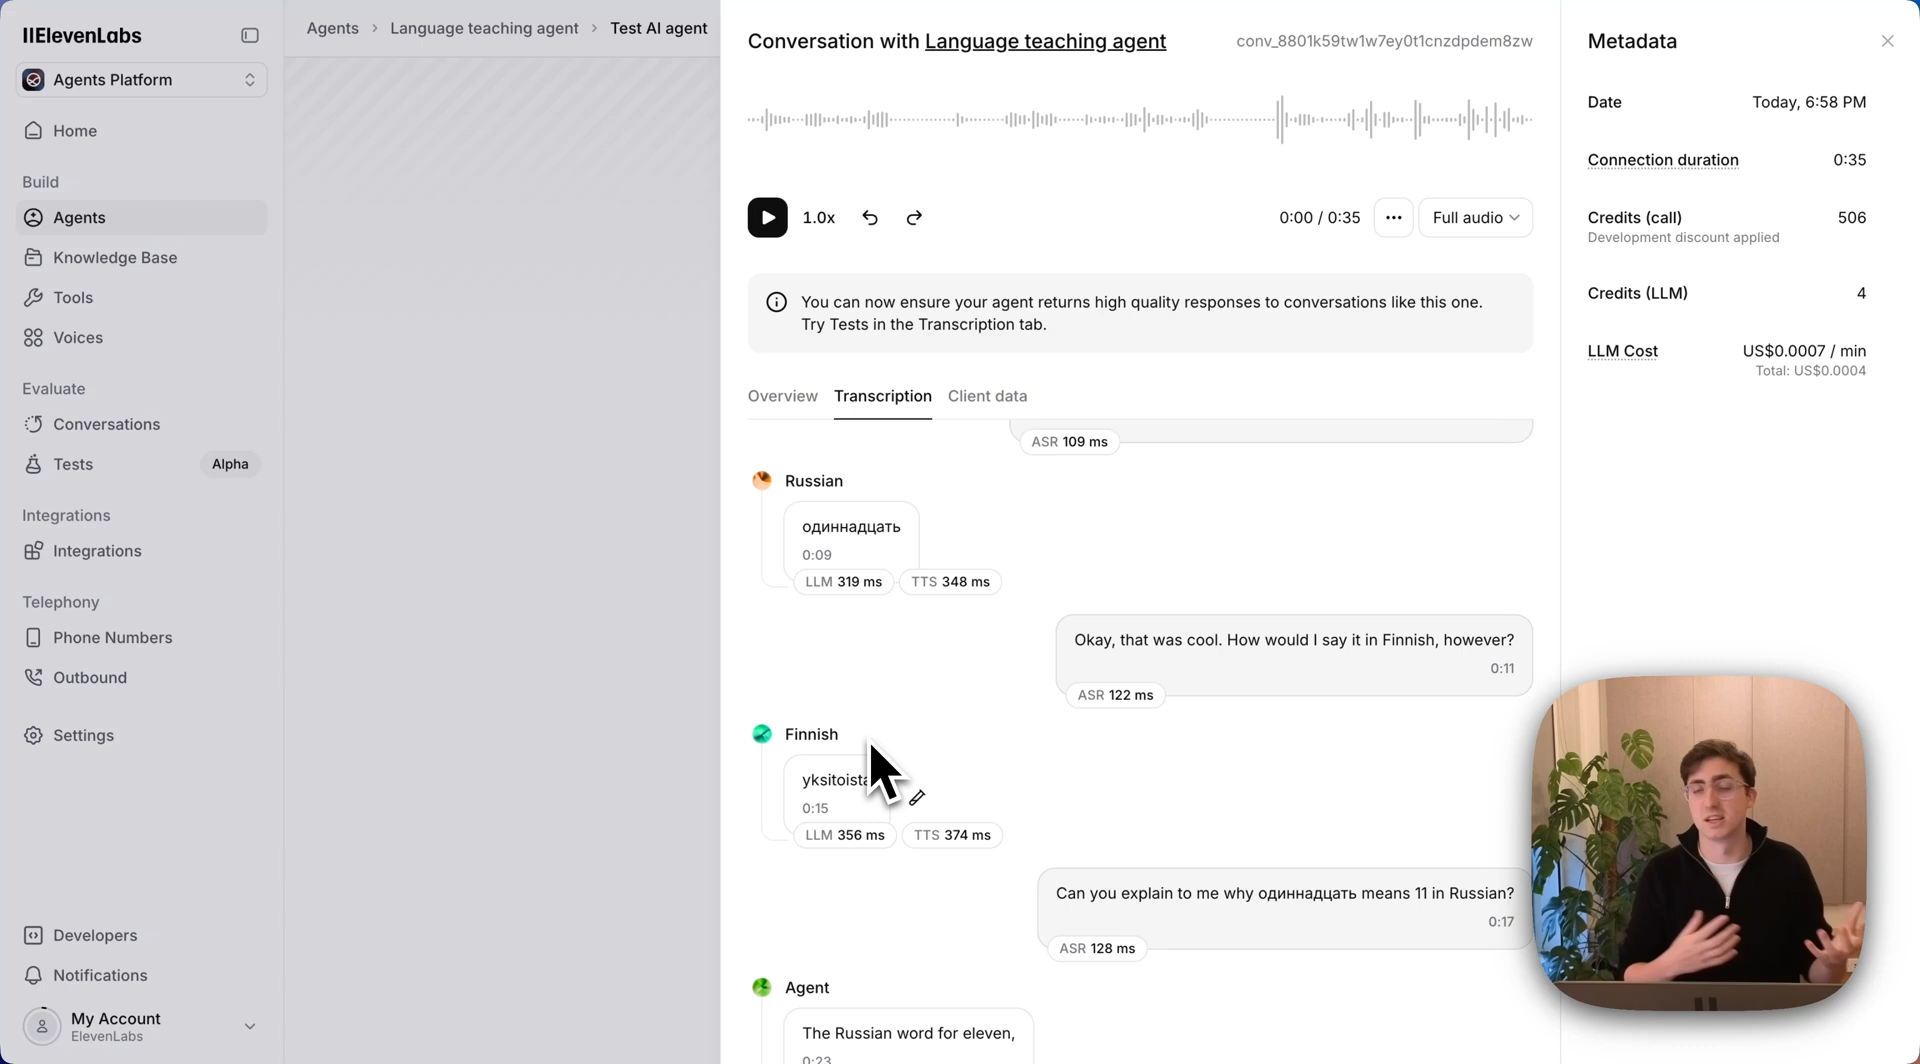 IIElevenLabs
Agents Platform
Home
Build
Agents
Knowledge Base
Tools
Voices
Evaluate
Conversations
Tests
Alpha
Integrations
Integrations
Telephony
Phone Numbers
Outbound
Settings
Developers
Notifications
My Account
ElevenLabs
Agents > Language teaching agent > Test AI agent
Conversation with Language teaching agent
conv_8801k59tw1w7ey0t1cnzdpdem8zw
1.0x
0:00 / 0:35
Full audio
You can now ensure your agent returns high quality responses to conversations like this one.
Try Tests in the Transcription tab.
Overview Transcription Client data
ASR 109 ms
Russian
одиннадцать
0:09
LLM 319 ms TTS 348 ms
Okay, that was cool. How would I say it in Finnish, however?
0:11
ASR 122 ms
Finnish
yksitoista
0:15
LLM 356 ms TTS 374 ms
Can you explain to me why одиннадцать means 11 in Russian?
0:17
ASR 128 ms
Agent
The Russian word for eleven,
0:23
Metadata
Date Today, 6:58 PM
Connection duration 0:35
Credits (call) 506
Development discount applied
Credits (LLM) 4
LLM Cost US$0.0007 / min
Total: US$0.0004